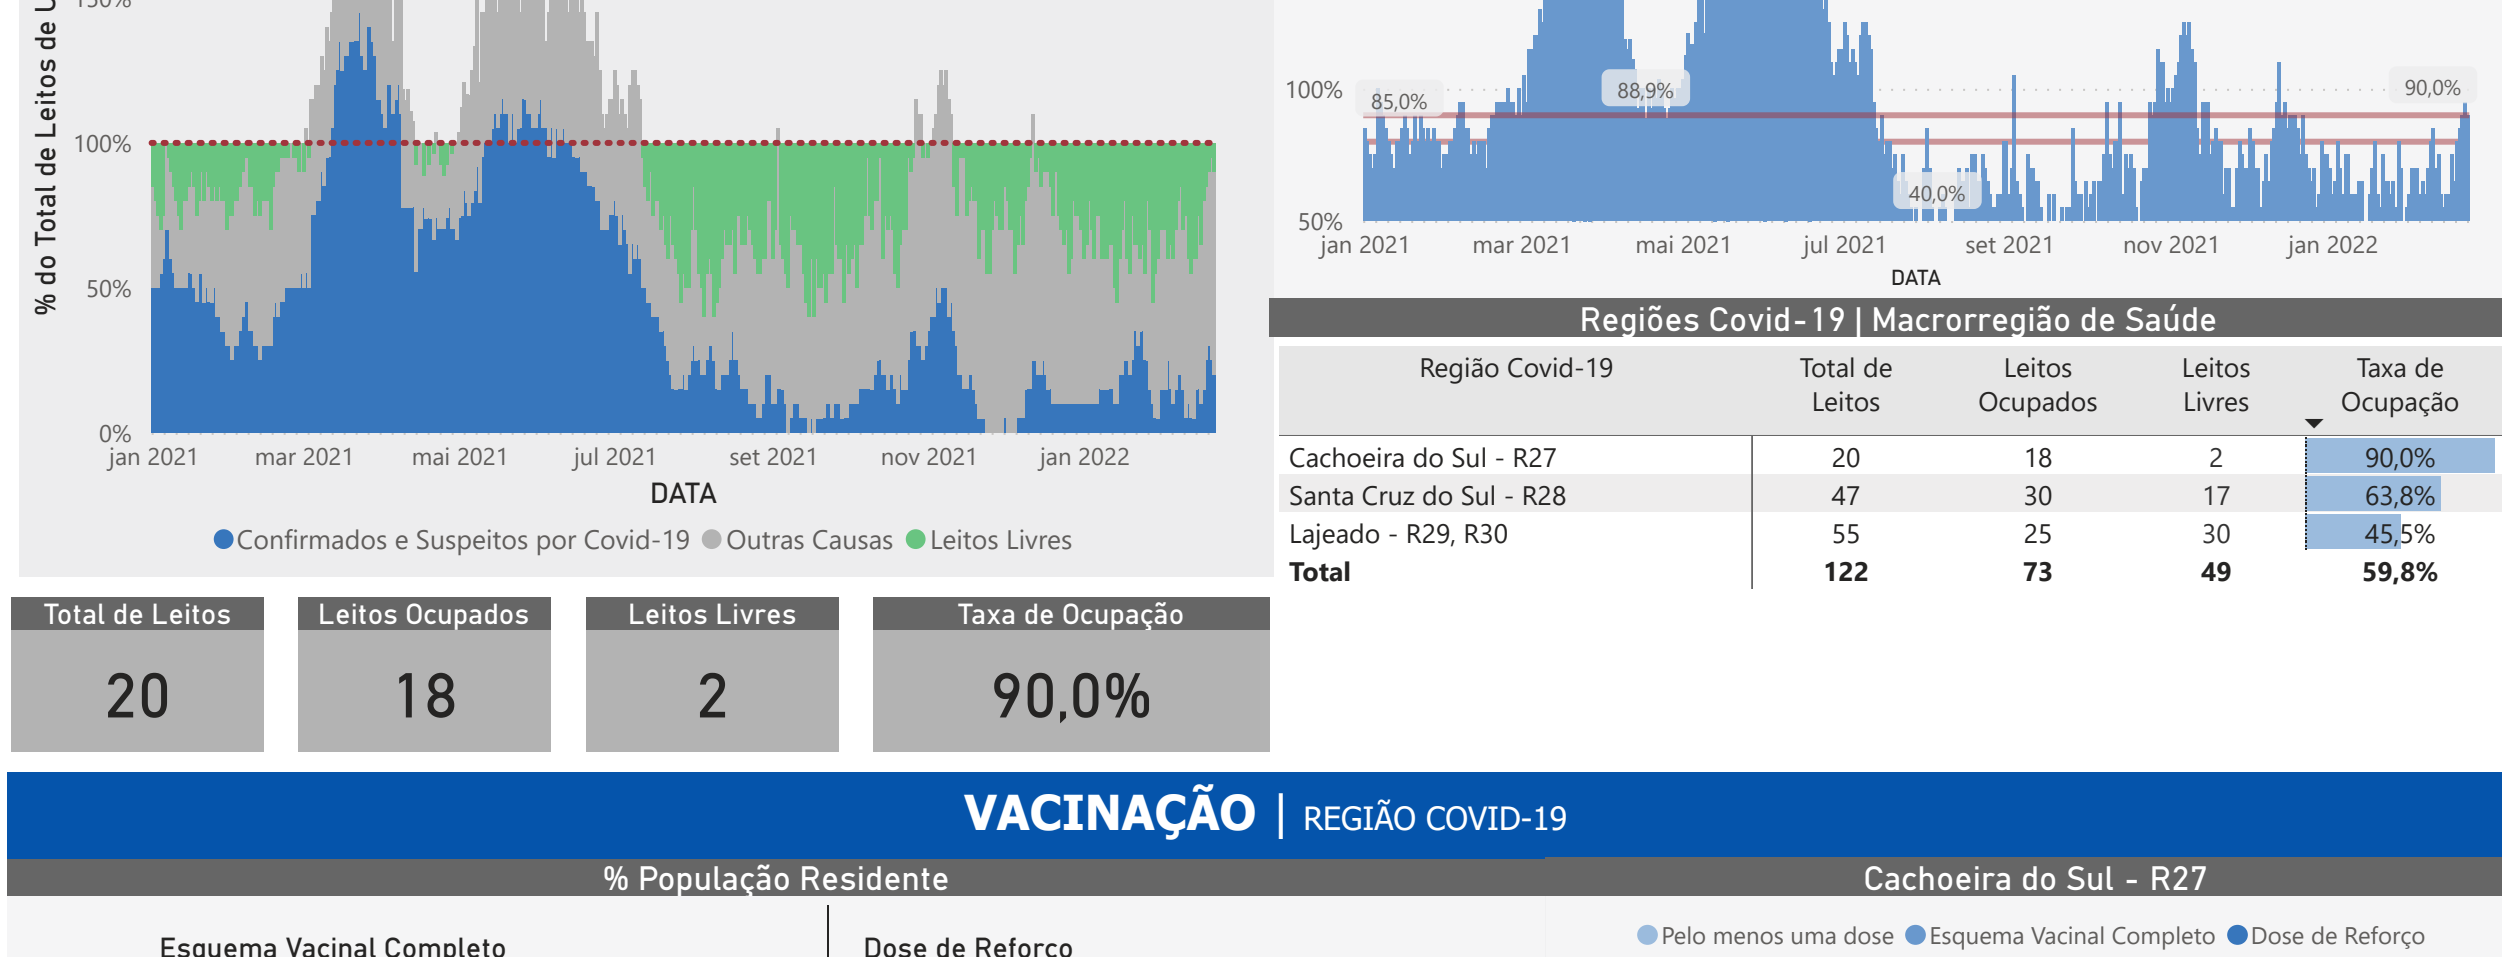 150%
% do Total de Leitos de U
100%
50%
0%
jan 2021 mar 2021 mai 2021 jul 2021 set 2021 nov 2021 jan 2022
DATA
Confirmados e Suspeitos por Covid-19 Outras Causas Leitos Livres
100%
50%
85,0% 88,9% 40,0% 90,0%
jan 2021 mar 2021 mai 2021 jul 2021 set 2021 nov 2021 jan 2022
DATA
Regiões Covid-19 | Macrorregião de Saúde
Região Covid-19 Total de Leitos Leitos Ocupados Leitos Livres Taxa de Ocupação
Cachoeira do Sul - R27 20 18 2 90,0%
Santa Cruz do Sul - R28 47 30 17 63,8%
Lajeado - R29, R30 55 25 30 45,5%
Total 122 73 49 59,8%
Total de Leitos Leitos Ocupados Leitos Livres Taxa de Ocupação
20 18 2 90,0%
VACINAÇÃO | REGIÃO COVID-19
% População Residente
Cachoeira do Sul - R27
Esquema Vacinal Completo
Dose de Reforço
Pelo menos uma dose Esquema Vacinal Completo Dose de Reforço